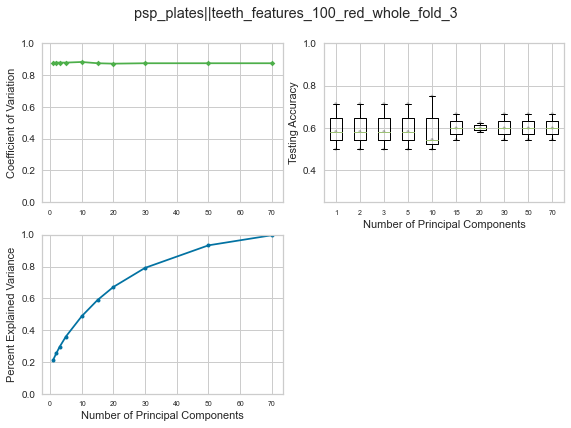 psp_plates||teeth_features_100_red_whole_fold_3
Coefficient of Variation
1.0
0.8
0.6
0.4
0.2
0.0
0 10 20 30 40 50 60 70
Testing Accuracy
1.0
0.8
0.6
0.4
1 2 3 5 10 15 20 30 50 70
Number of Principal Components
Percent Explained Variance
1.0
0.8
0.6
0.4
0.2
0.0
0 10 20 30 40 50 60 70
Number of Principal Components